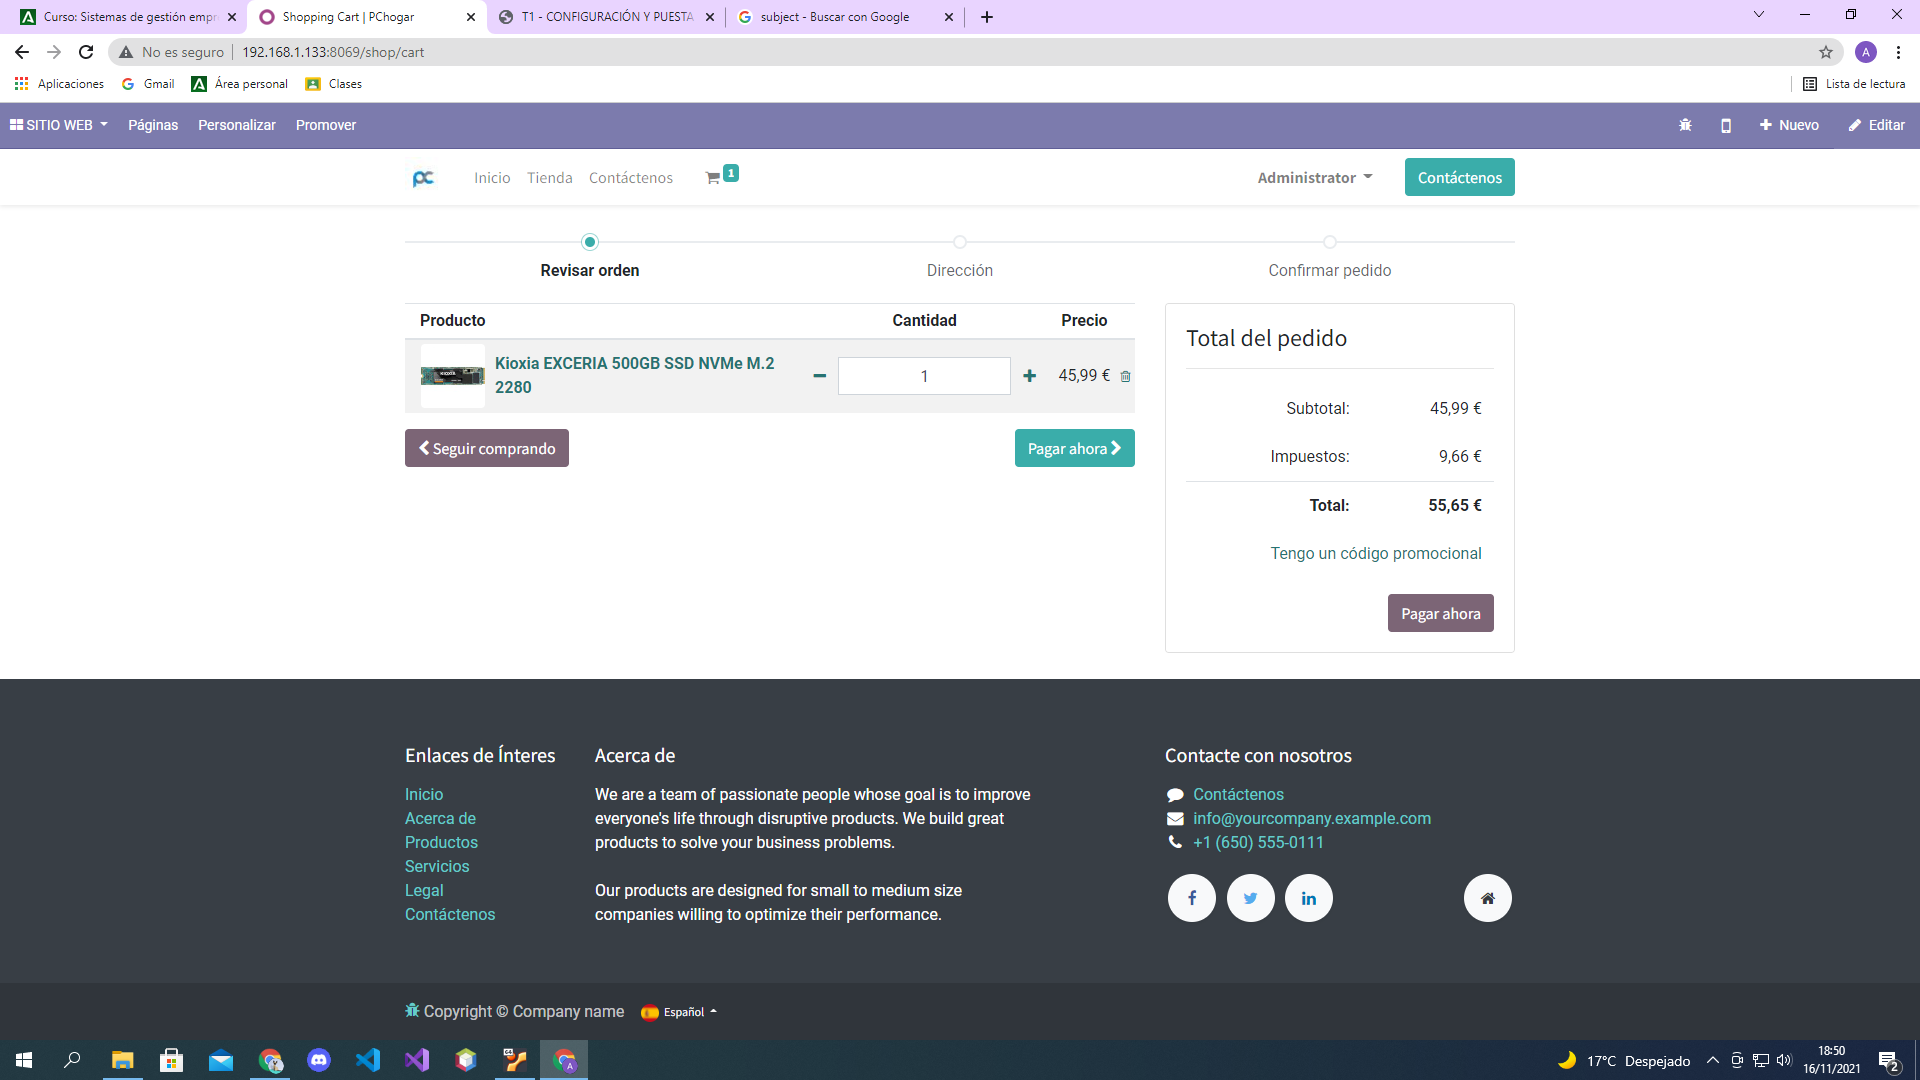 Curso: Sistemas de gestión empr
Shopping Cart | PChogar
T1 - CONFIGURACIÓN Y PUESTA
subject - Buscar con Google
No es seguro
192.168.1.133:8069/shop/cart
A
Aplicaciones
Gmail
Área personal
Clases
Lista de lectura
SITIO WEB
Páginas
Personalizar
Promover
Nuevo
Editar
pc
Inicio
Tienda
Contáctenos
1
Administrator
Contáctenos
Revisar orden
Dirección
Confirmar pedido
Producto
Cantidad
Precio
KIOXIA
Kioxia EXCERIA 500GB SSD NVMe M.2
2280
1
45,99 €
Seguir comprando
Pagar ahora
Total del pedido
Subtotal: 45,99 €
Impuestos: 9,66 €
Total: 55,65 €
Tengo un código promocional
Pagar ahora
Enlaces de Ínteres
Inicio
Acerca de
Productos
Servicios
Legal
Contáctenos
Acerca de
We are a team of passionate people whose goal is to improve
everyone's life through disruptive products. We build great
products to solve your business problems.
Our products are designed for small to medium size
companies willing to optimize their performance.
Contacte con nosotros
Contáctenos
info@yourcompany.example.com
+1 (650) 555-0111
Copyright © Company name
Español
17°C Despejado
18:50
16/11/2021
2